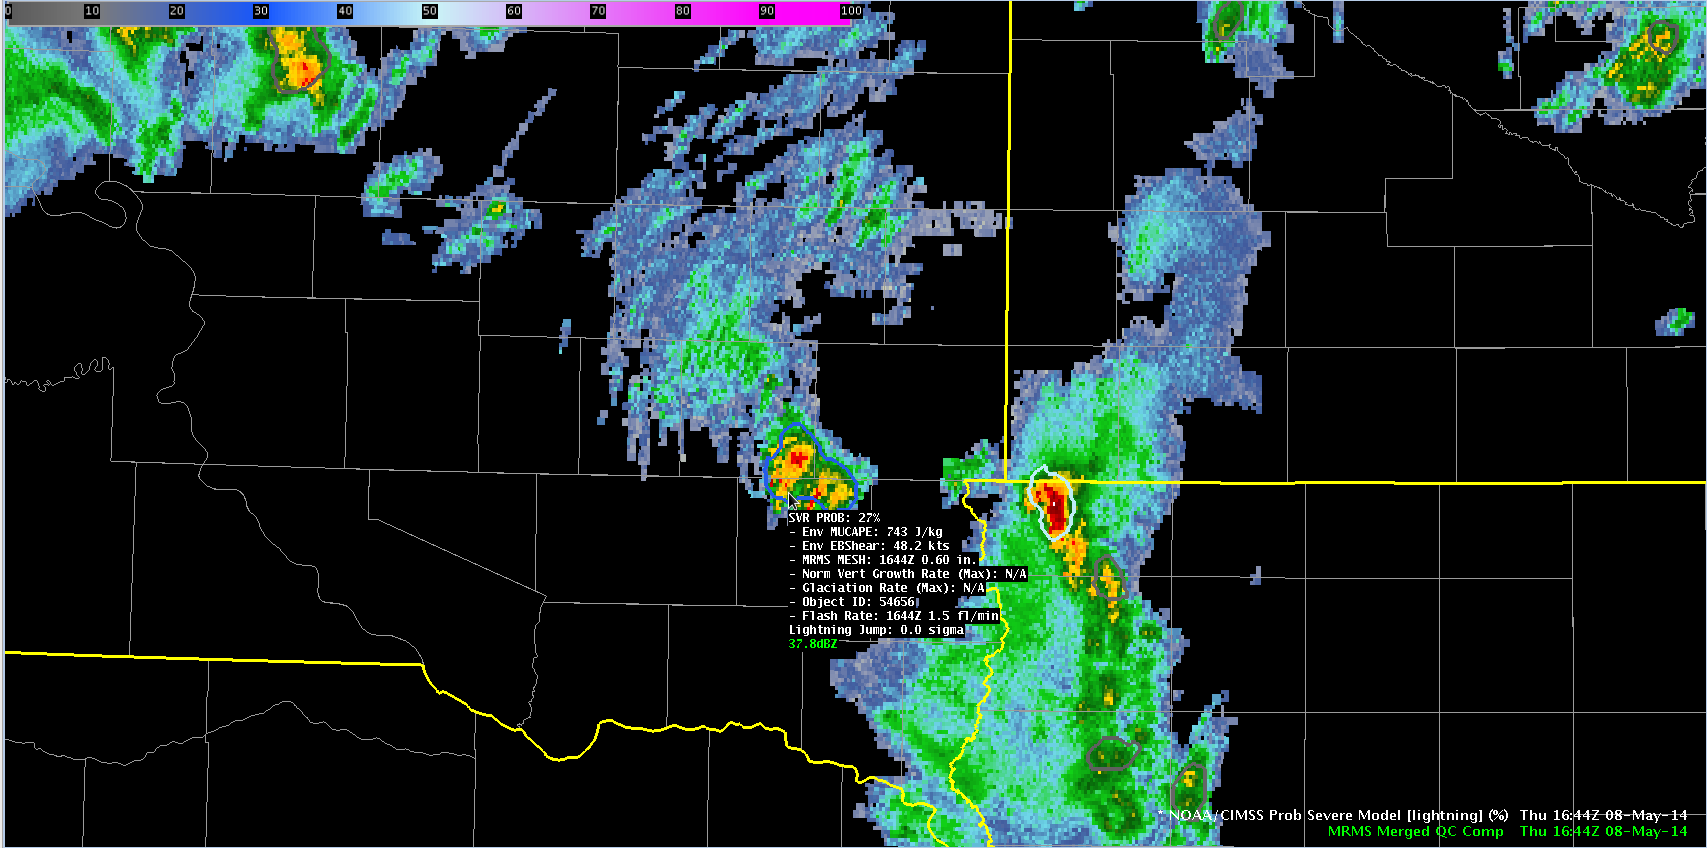 0 10 20 30 40 50 60 70 80 90 100
SVR PROB: 27%
- Env MUCAPE: 743 J/kg
- Env EBShear: 48.2 kts
- MRMS MESH: 1644Z 0.60 in.
- Norm Vert Growth Rate (Max): N/A
- Glaciation Rate (Max): N/A
- Object ID: 54656
- Flash Rate: 1644Z 1.5 fl/min
Lightning Jump: 0.0 sigma
37.8dBZ
* NOAA/CIMSS Prob Severe Model [lightning] (%) Thu 16:44Z 08-May-14
MRMS Merged QC Comp Thu 16:44Z 08-May-14